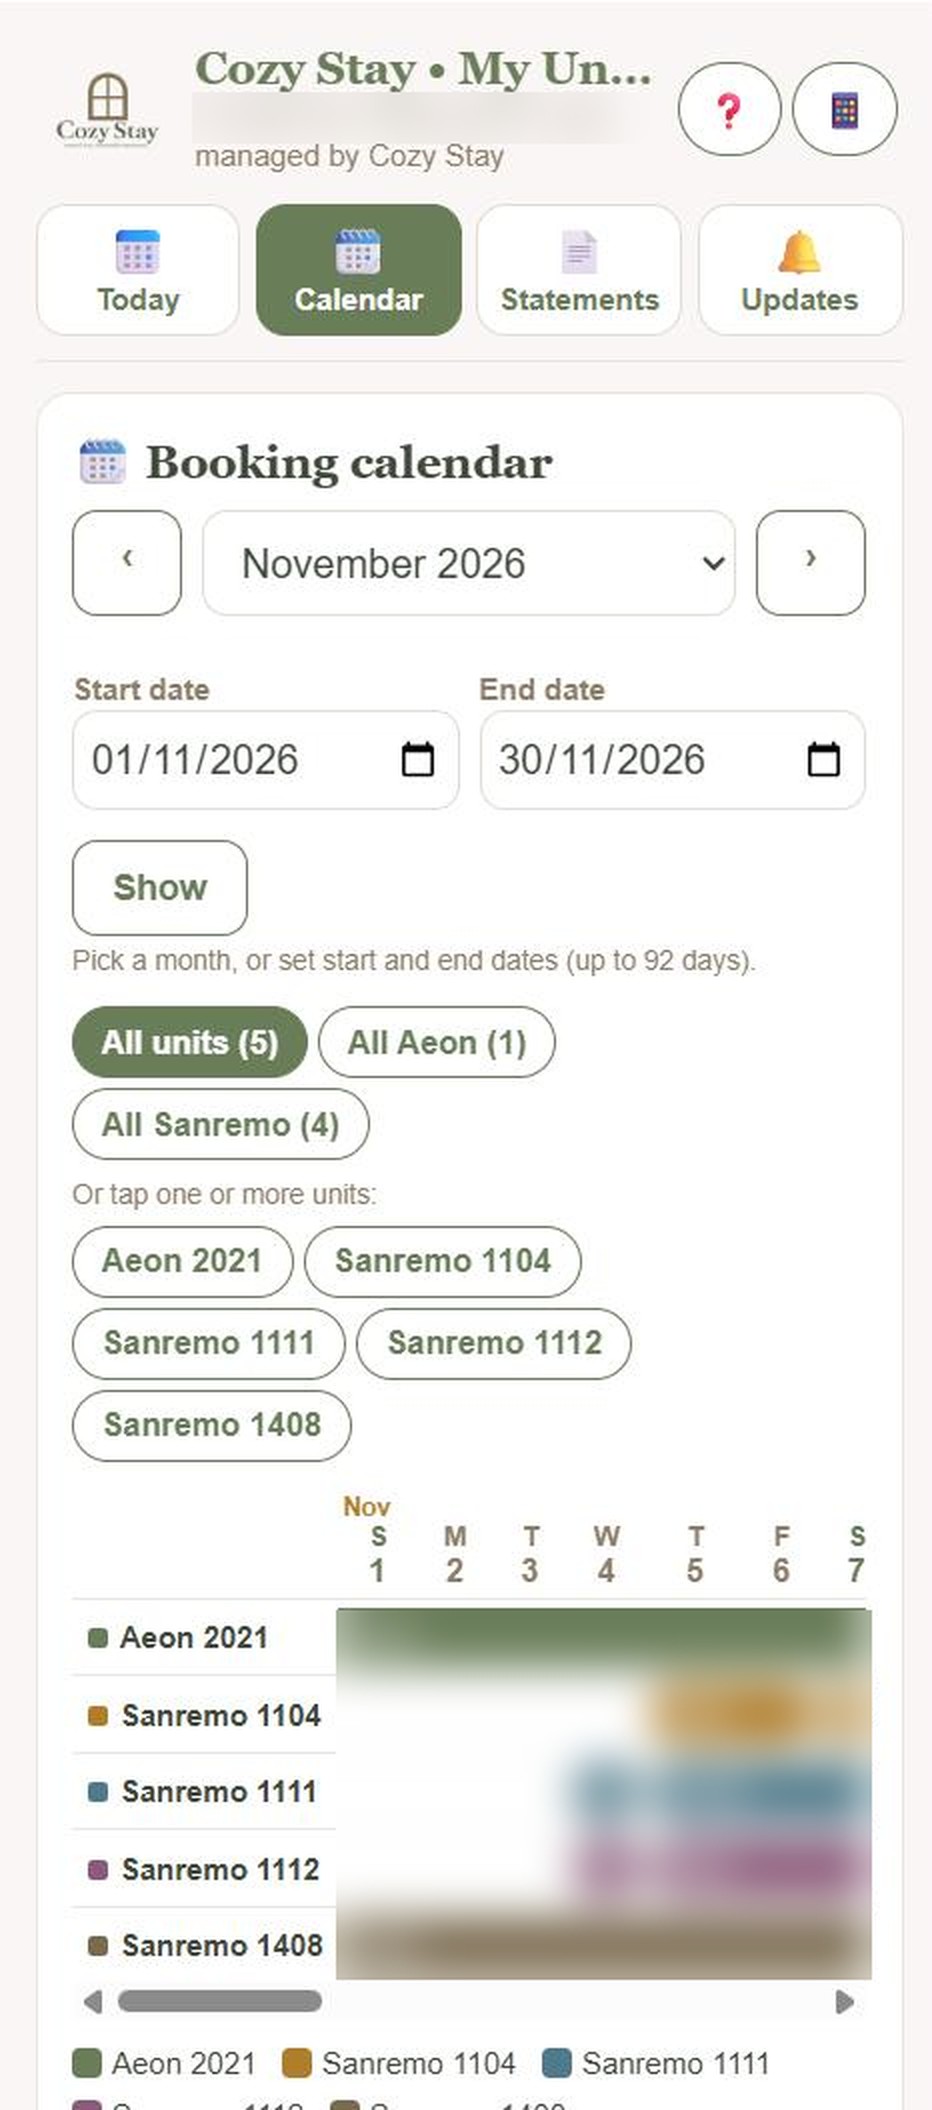 Cozy Stay • My Un...
Cozy Stay
managed by Cozy Stay
Today
Calendar
Statements
Updates
Booking calendar
November 2026
Start date
End date
01/11/2026
30/11/2026
Show
Pick a month, or set start and end dates (up to 92 days).
All units (5)
All Aeon (1)
All Sanremo (4)
Or tap one or more units:
Aeon 2021
Sanremo 1104
Sanremo 1111
Sanremo 1112
Sanremo 1408
Nov
S M T W T F S
1 2 3 4 5 6 7
Aeon 2021
Sanremo 1104
Sanremo 1111
Sanremo 1112
Sanremo 1408
Aeon 2021 Sanremo 1104 Sanremo 1111